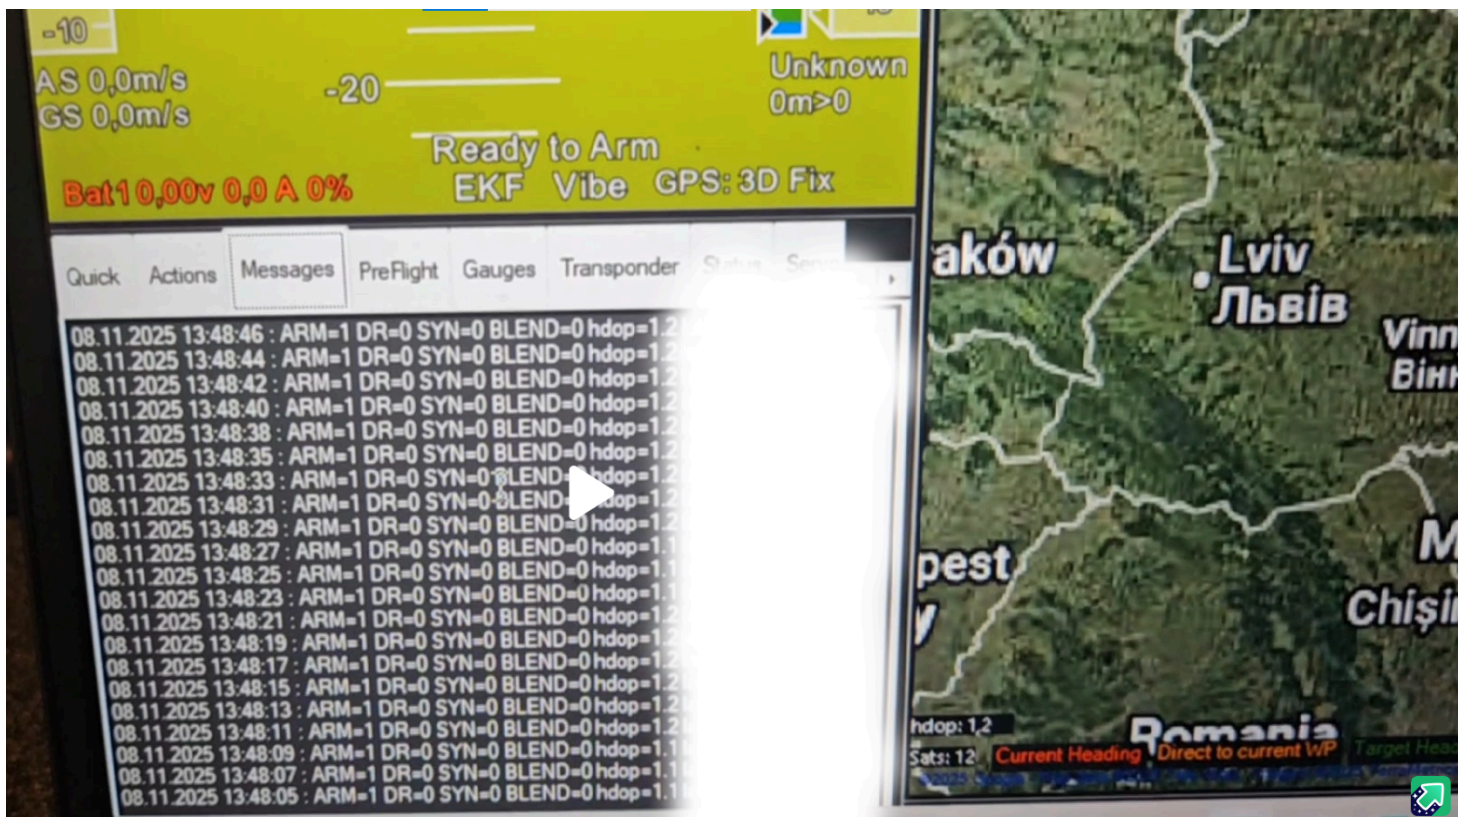 -10
AS 0,0m/s
GS 0,0m/s
-20
Unknown
0m>0
Ready to Arm
Bat1 0,00v 0,0 A 0%
EKF Vibe GPS: 3D Fix
Quick Actions Messages PreFlight Gauges Transponder Status
08.11.2025 13:48:46 : ARM=1 DR=0 SYN=0 BLEND=0 hdop=1.2
08.11.2025 13:48:44 : ARM=1 DR=0 SYN=0 BLEND=0 hdop=1.2
08.11.2025 13:48:42 : ARM=1 DR=0 SYN=0 BLEND=0 hdop=1.2
08.11.2025 13:48:40 : ARM=1 DR=0 SYN=0 BLEND=0 hdop=1.2
08.11.2025 13:48:38 : ARM=1 DR=0 SYN=0 BLEND=0 hdop=1.2
08.11.2025 13:48:35 : ARM=1 DR=0 SYN=0 BLEND=0 hdop=1.2
08.11.2025 13:48:33 : ARM=1 DR=0 SYN=0 BLEND=0 hdop=1.2
08.11.2025 13:48:31 : ARM=1 DR=0 SYN=0 BLEND=0 hdop=1.2
08.11.2025 13:48:29 : ARM=1 DR=0 SYN=0 BLEND=0 hdop=1.2
08.11.2025 13:48:27 : ARM=1 DR=0 SYN=0 BLEND=0 hdop=1.1
08.11.2025 13:48:25 : ARM=1 DR=0 SYN=0 BLEND=0 hdop=1.1
08.11.2025 13:48:23 : ARM=1 DR=0 SYN=0 BLEND=0 hdop=1.1
08.11.2025 13:48:21 : ARM=1 DR=0 SYN=0 BLEND=0 hdop=1.2
08.11.2025 13:48:19 : ARM=1 DR=0 SYN=0 BLEND=0 hdop=1.2
08.11.2025 13:48:17 : ARM=1 DR=0 SYN=0 BLEND=0 hdop=1.2
08.11.2025 13:48:15 : ARM=1 DR=0 SYN=0 BLEND=0 hdop=1.2
08.11.2025 13:48:13 : ARM=1 DR=0 SYN=0 BLEND=0 hdop=1.2
08.11.2025 13:48:11 : ARM=1 DR=0 SYN=0 BLEND=0 hdop=1.2
08.11.2025 13:48:09 : ARM=1 DR=0 SYN=0 BLEND=0 hdop=1.1
08.11.2025 13:48:07 : ARM=1 DR=0 SYN=0 BLEND=0 hdop=1.1
08.11.2025 13:48:05 : ARM=1 DR=0 SYN=0 BLEND=0 hdop=1.1
aków
Lviv
Львів
Vinn
Вінн
pest
y
M
Chiși
Romania
hdop: 1,2
Sats: 12 Current Heading Direct to current WP Target Head